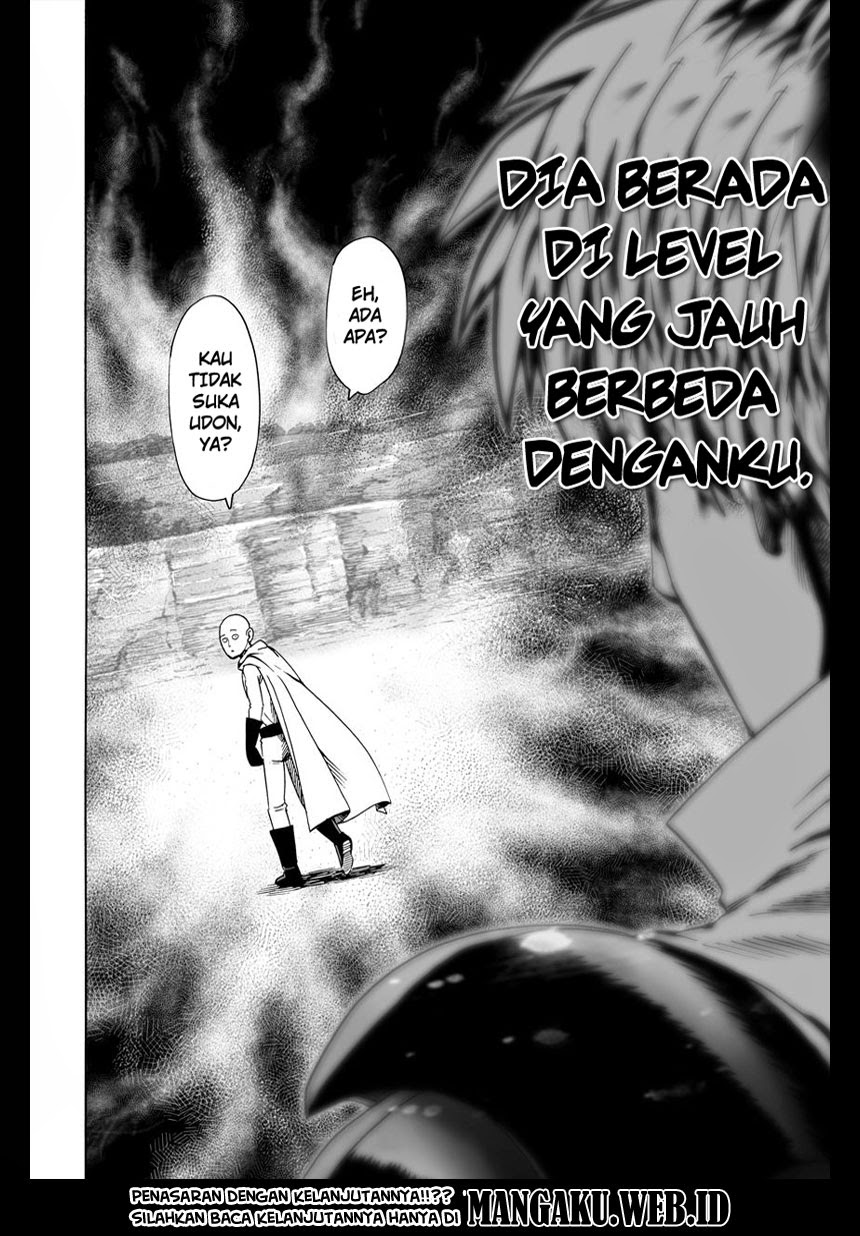 DIA BERADA
DI LEVEL
YANG JAUH
BERBEDA
DENGANKU.
EH,
ADA
APA?
KAU
TIDAK
SUKA
UDON,
YA?
PENASARAN DENGAN KELANJUTANNYA!!??
SILAHKAN BACA KELANJUTANNYA HANYA DI MANGAKU.WEB.ID